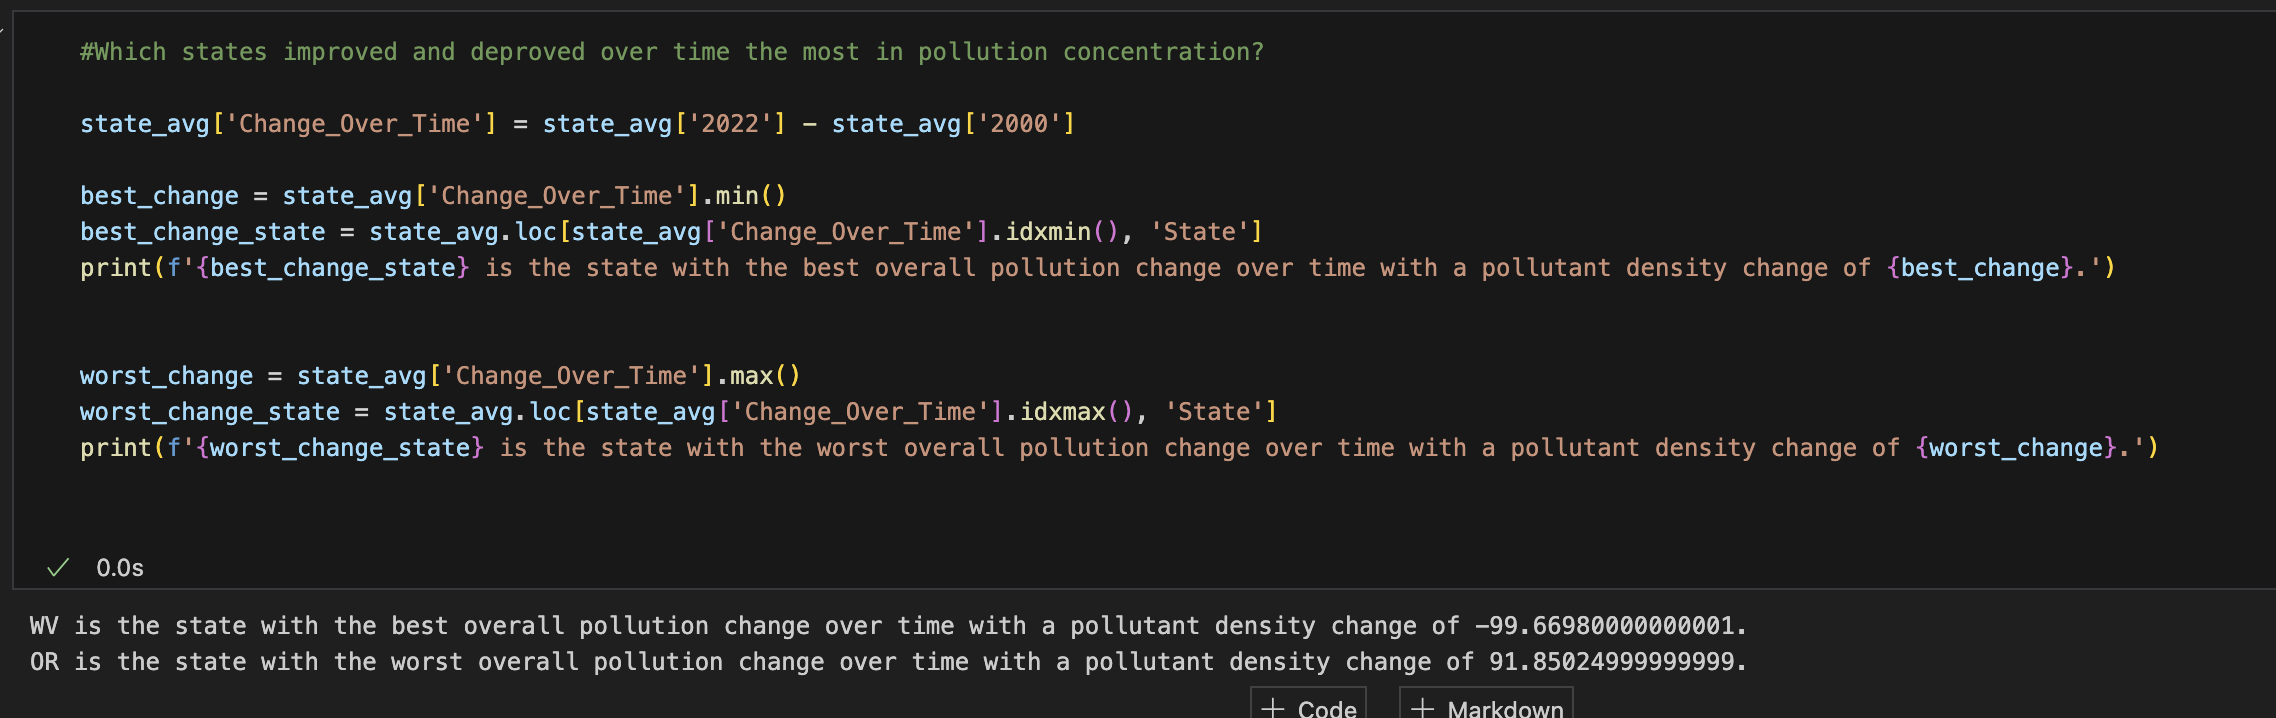 #Which states improved and deproved over time the most in pollution concentration?
state_avg['Change_Over_Time'] = state_avg['2022'] - state_avg['2000']
best_change = state_avg['Change_Over_Time'].min()
best_change_state = state_avg.loc[state_avg['Change_Over_Time'].idxmin(), 'State']
print(f'{best_change_state} is the state with the best overall pollution change over time with a pollutant density change of {best_change}.')
worst_change = state_avg['Change_Over_Time'].max()
worst_change_state = state_avg.loc[state_avg['Change_Over_Time'].idxmax(), 'State']
print(f'{worst_change_state} is the state with the worst overall pollution change over time with a pollutant density change of {worst_change}.')
0.0s
WV is the state with the best overall pollution change over time with a pollutant density change of -99.66980000000001.
OR is the state with the worst overall pollution change over time with a pollutant density change of 91.85024999999999.
+ Code + Markdown